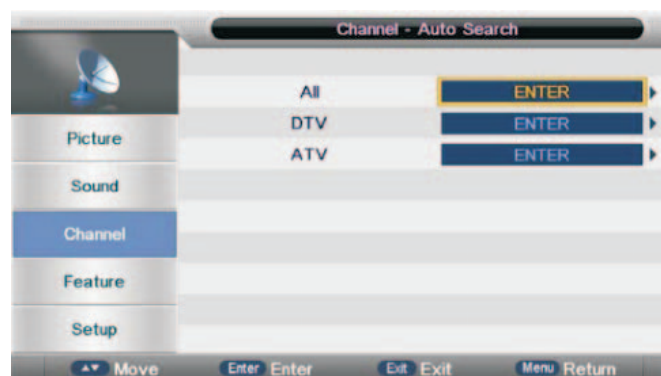 Channel - Auto Search
All ENTER
DTV ENTER
ATV ENTER
Picture
Sound
Channel
Feature
Setup
Move Enter Enter Exit Exit Menu Return